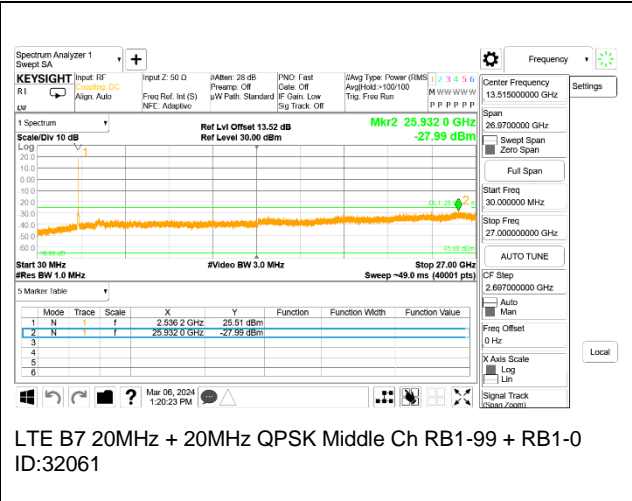 Spectrum Analyzer 1
Swept SA
Frequency
Settings
KEYSIGHT
Input: RF
Coupling: DC
Align: Auto
Input Z: 50 Ω
Freq Ref: Int (S)
NFE: Adaptive
#Atten: 28 dB
Preamp: Off
µW Path: Standard
PNO: Fast
Gate: Off
IF Gain: Low
Sig Track: Off
#Avg Type: Power (RMS
Avg|Hold:>100/100
Trig: Free Run
1 2 3 4 5 6
M W W W W W
P P P P P P
1 Spectrum
Scale/Div 10 dB
Log
Ref Lvl Offset 13.52 dB
Ref Level 30.00 dBm
Mkr2 25.932 0 GHz
-27.99 dBm
20.0
10.0
0.00
-10.0
-20.0
-30.0
-40.0
-50.0
-60.0
1
2
Start 30 MHz
#Res BW 1.0 MHz
#Video BW 3.0 MHz
Stop 27.00 GHz
Sweep ~49.0 ms (40001 pts)
5 Marker Table
Mode Trace Scale X Y Function Function Width Function Value
1 N 1 f 2.536 2 GHz 25.51 dBm
2 N 1 f 25.932 0 GHz -27.99 dBm
3
4
5
6
Mar 06, 2024
1:20:23 PM
Center Frequency
13.515000000 GHz
Span
26.9700000 GHz
Swept Span
Zero Span
Full Span
Start Freq
30.000000 MHz
Stop Freq
27.000000000 GHz
AUTO TUNE
CF Step
2.697000000 GHz
Auto
Man
Freq Offset
0 Hz
X Axis Scale
Log
Lin
Signal Track
(Span Zoom)
Local
LTE B7 20MHz + 20MHz QPSK Middle Ch RB1-99 + RB1-0
ID:32061